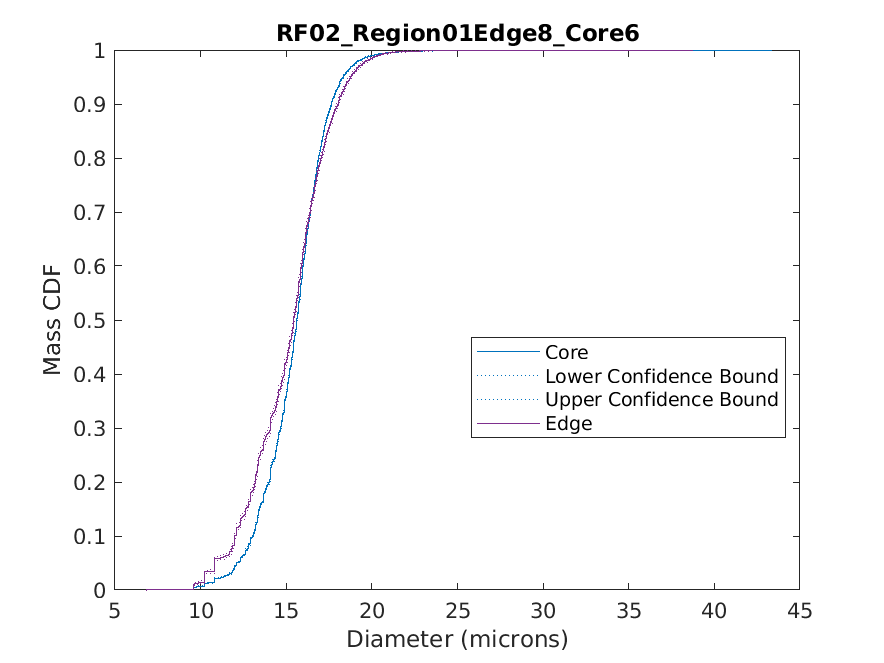 RF02_Region01Edge8_Core6
1
0.9
0.8
0.7
0.6
0.5
0.4
0.3
0.2
0.1
0
Mass CDF
Core
Lower Confidence Bound
Upper Confidence Bound
Edge
5 10 15 20 25 30 35 40 45
Diameter (microns)